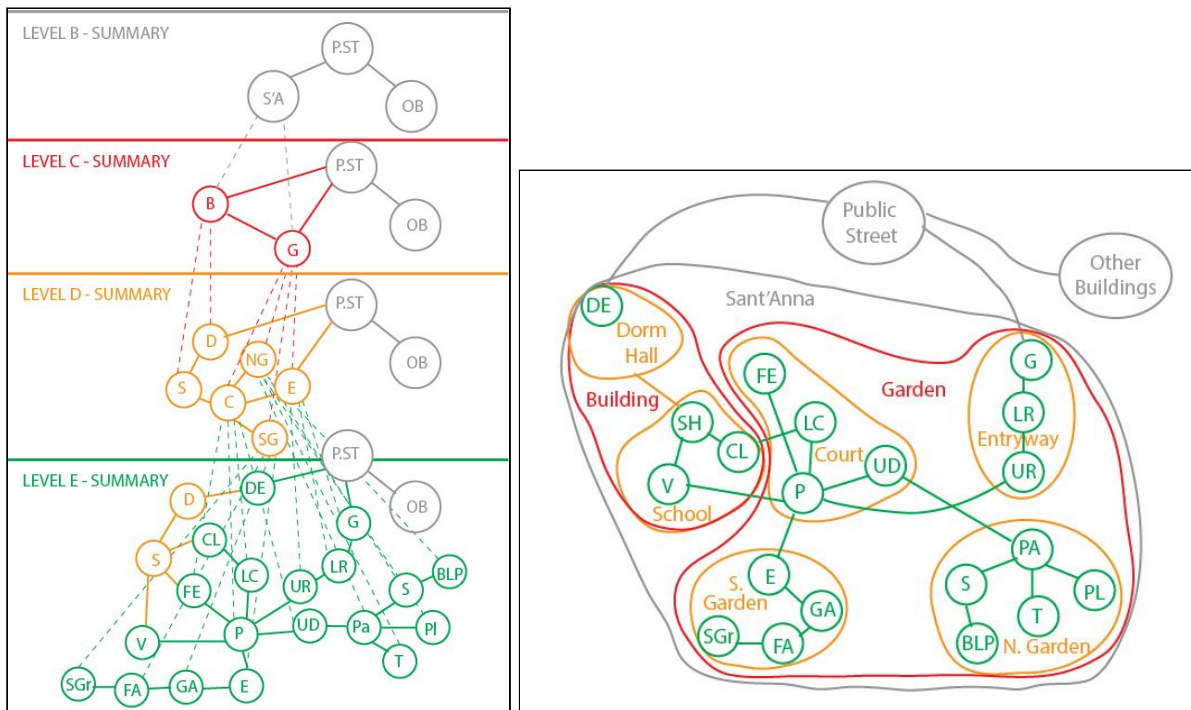 LEVEL B - SUMMARY
P.ST
S'A
OB
LEVEL C - SUMMARY
P.ST
B
OB
G
LEVEL D - SUMMARY
P.ST
D
NG
OB
S
C
E
SG
P.ST
LEVEL E - SUMMARY
DE
D
OB
G
CL
S
LC
UR
LR
S
BLP
FE
V
P
UD
Pa
Pl
T
SGr
FA
GA
E
Public
Street
Other
Buildings
Sant'Anna
DE
Dorm
Hall
FE
Garden
G
Building
SH
LC
LR
CL
Court
Entryway
UD
UR
V
P
School
PA
E
S
S.
Garden
GA
T
PL
SGr
FA
BLP
N. Garden